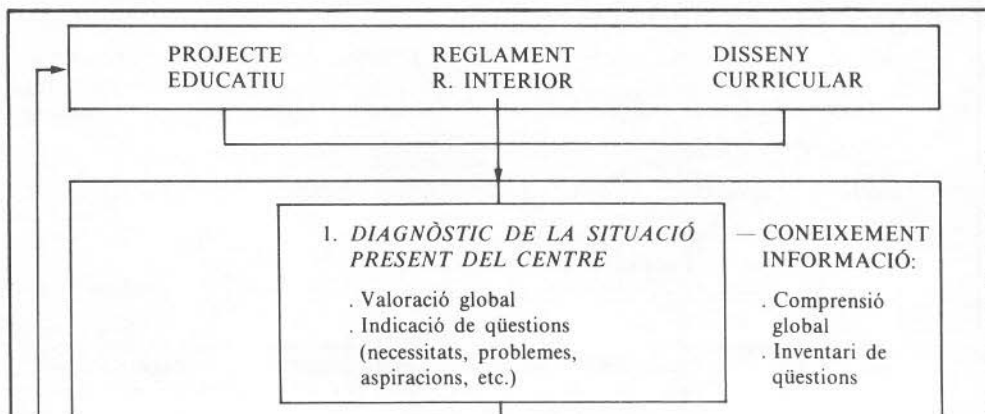 PROJECTE EDUCATIU
REGLAMENT R. INTERIOR
DISSENY CURRICULAR
1. DIAGNÒSTIC DE LA SITUACIÓ
PRESENT DEL CENTRE
. Valoració global
. Indicació de qüestions
(necessitats, problemes,
aspiracions, etc.)
— CONEIXEMENT
INFORMACIÓ:
. Comprensió
global
. Inventari de
qüestions